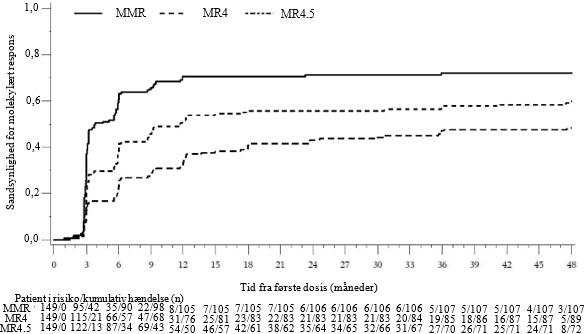 MMR MR4 MR4.5
1,0
0,8
0,6
0,4
0,2
0,0
Sandsynlighed for molekylært respons
0 3 6 9 12 15 18 21 24 27 30 33 36 39 42 45 48
Tid fra første dosis (måneder)
Patient i risiko/kumulativ hændelse (n)
MMR 149/0 95/42 35/90 22/98 8/105 7/105 7/105 7/105 6/106 6/106 6/106 6/106 5/107 5/107 5/107 4/107 3/107
MR4 149/0 115/21 66/57 47/68 31/76 25/81 23/83 22/83 21/83 21/83 21/83 20/84 19/85 18/86 16/87 15/87 5/89
MR4.5 149/0 122/13 87/34 69/43 54/50 46/57 42/61 38/62 35/64 34/65 32/66 31/67 27/70 26/71 25/71 24/71 8/72